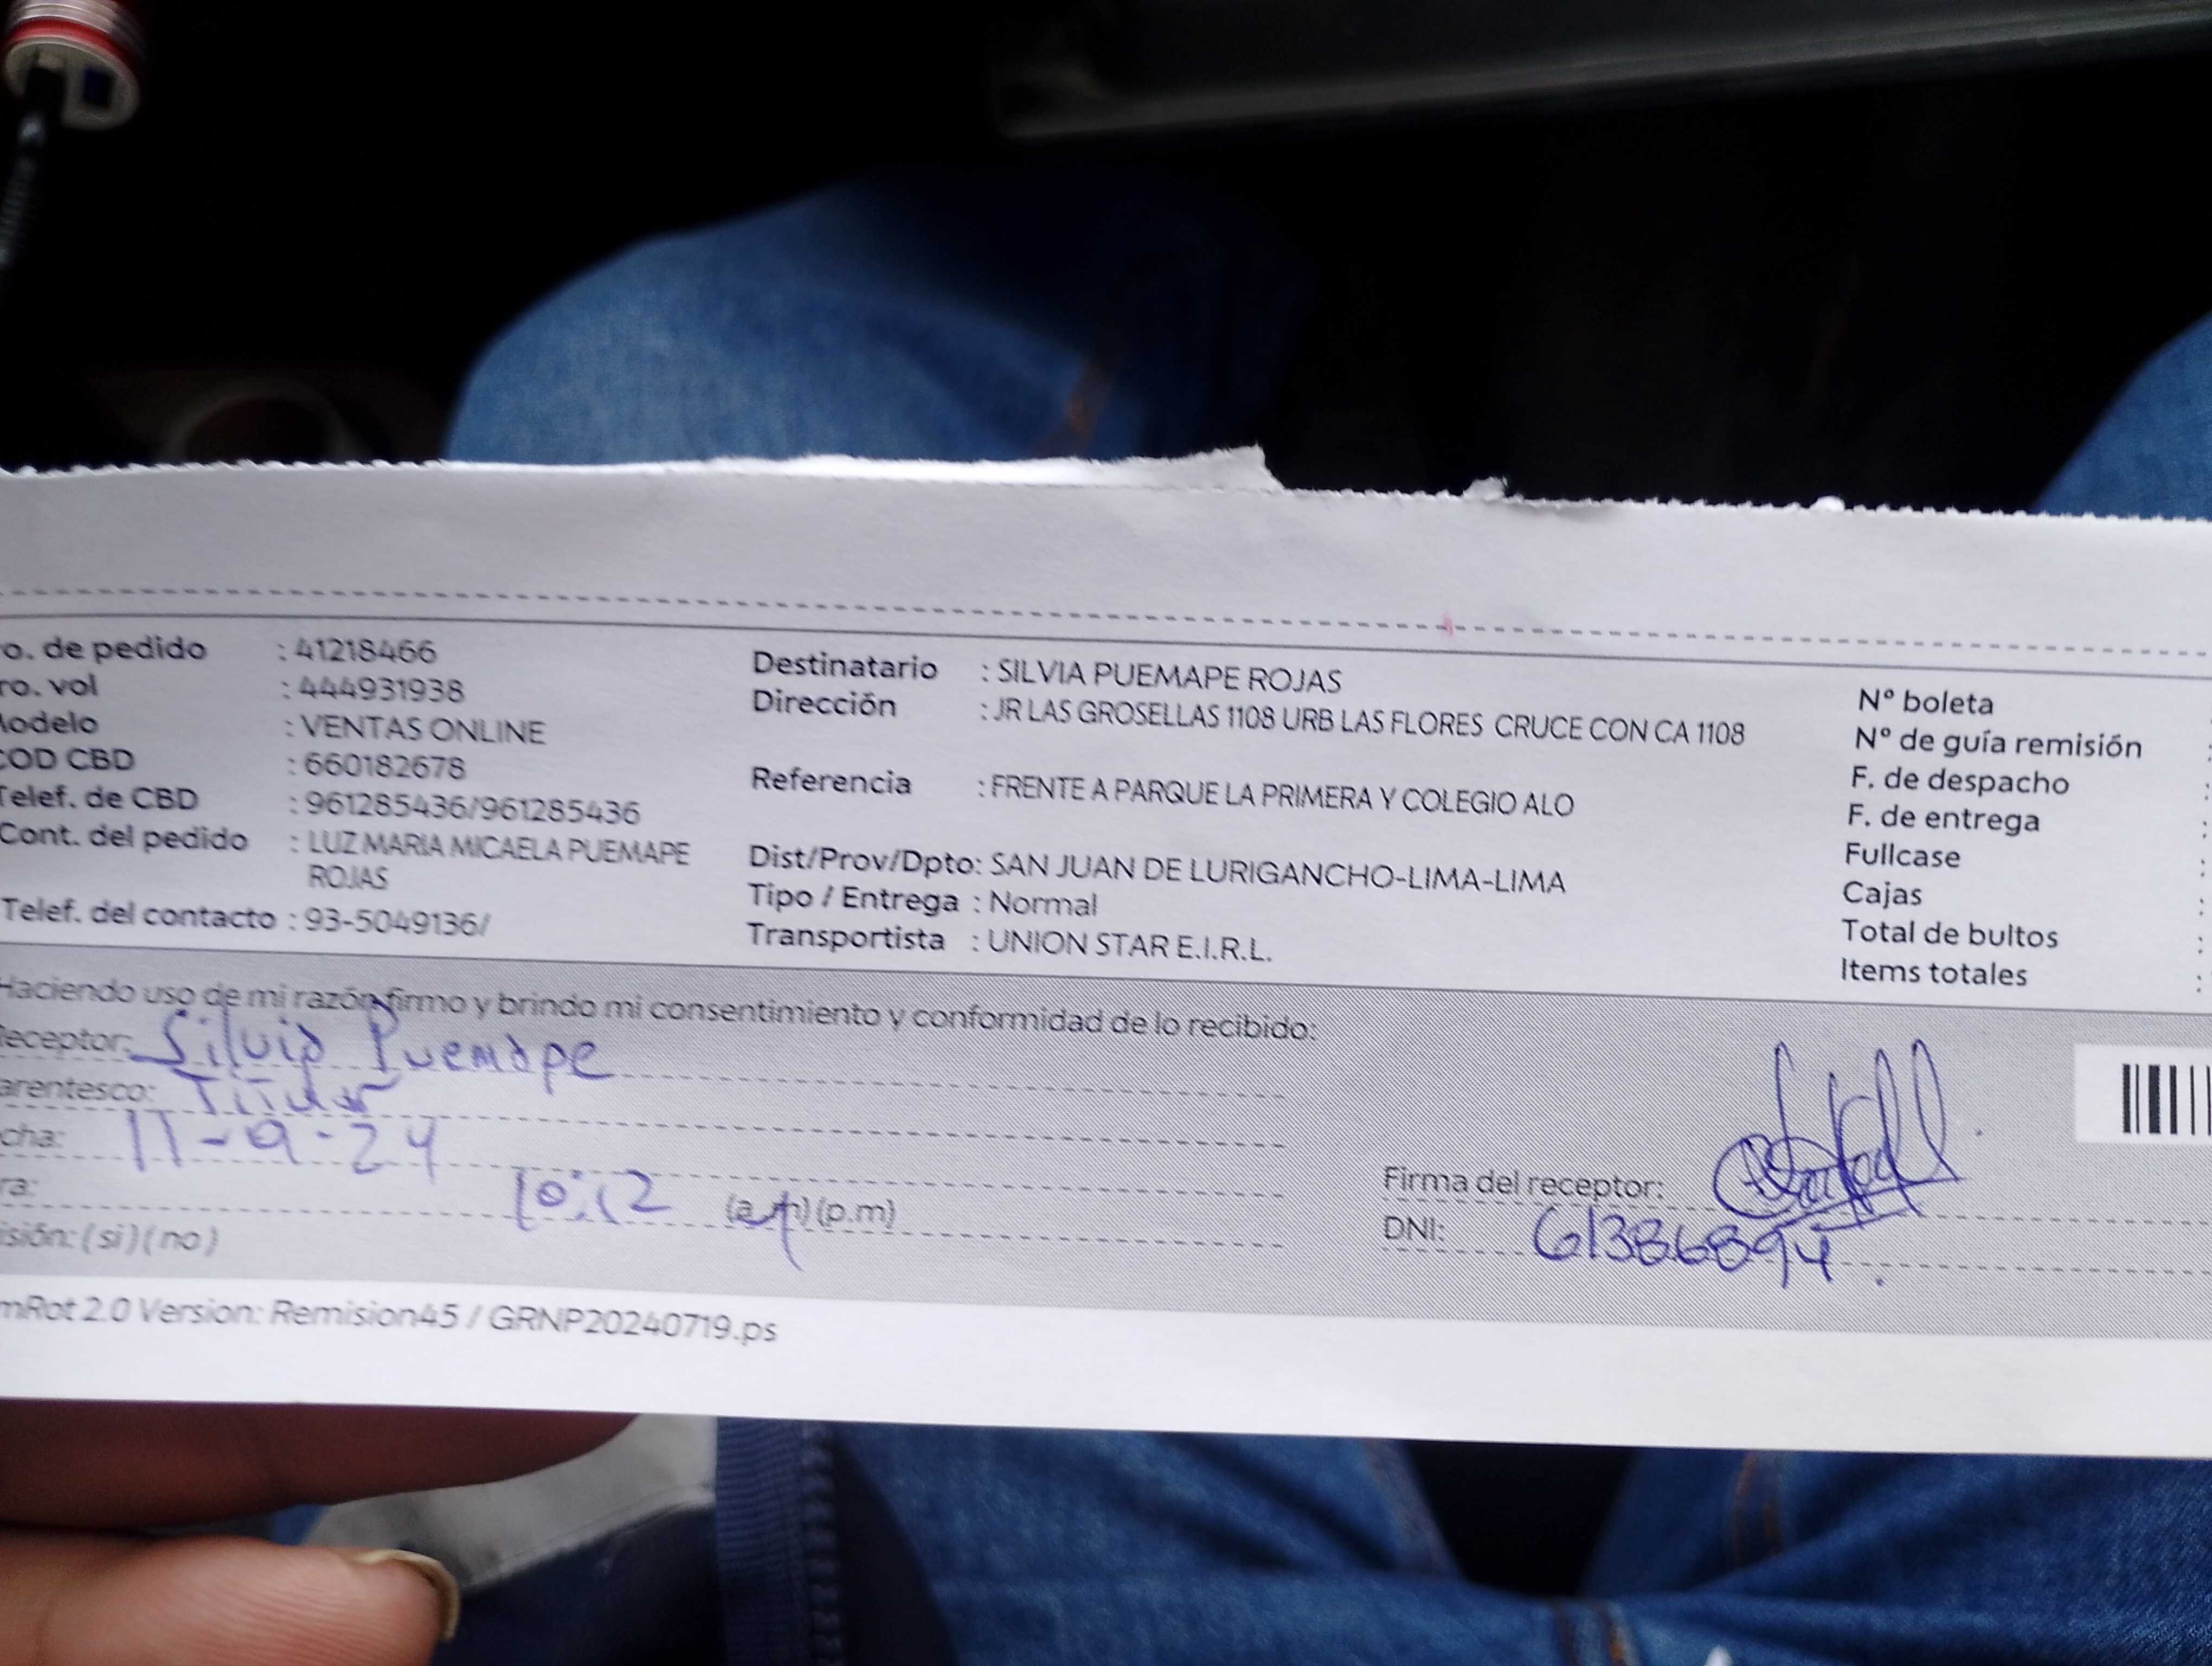 o. de pedido : 41218466
ro. vol : 444931938
Modelo : VENTAS ONLINE
COD CBD : 660182678
Telef. de CBD : 961285436/961285436
Cont. del pedido : LUZ MARIA MICAELA PUEMAPE
ROJAS
Telef. del contacto : 93-5049136/
Destinatario : SILVIA PUEMAPE ROJAS
Dirección : JR LAS GROSELLAS 1108 URB LAS FLORES CRUCE CON CA 1108
Referencia : FRENTE A PARQUE LA PRIMERA Y COLEGIO ALO
Dist/Prov/Dpto: SAN JUAN DE LURIGANCHO-LIMA-LIMA
Tipo / Entrega : Normal
Transportista : UNION STAR E.I.R.L.
Nº boleta
Nº de guía remisión :
F. de despacho :
F. de entrega :
Fullcase :
Cajas :
Total de bultos :
Items totales :
Haciendo uso de mi razón firmo y brindo mi consentimiento y conformidad de lo recibido:
Receptor: Silvia Puemape
arentesco: Titular
cha: 11-9-24
ra: 10:12 (a.m)(p.m)
isión: (si)(no)
Firma del receptor:
DNI: 61386894
mRot 2.0 Version: Remision45 / GRNP20240719.ps